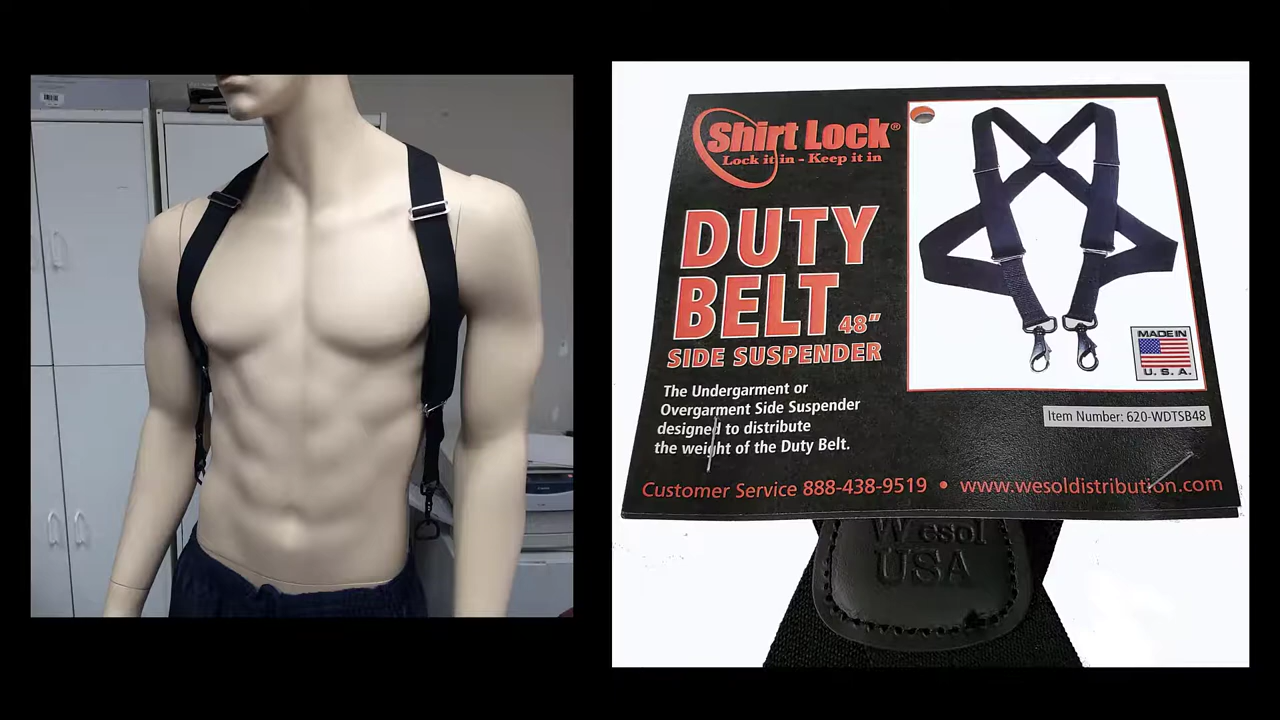 Shirt Lock®
Lock it in - Keep it in
DUTY
BELT 48"
SIDE SUSPENDER
The Undergarment or
Overgarment Side Suspender
designed to distribute
the weight of the Duty Belt.
MADE IN
U. S. A.
Item Number: 620-WDTSB48
Customer Service 888-438-9519 • www.wesoldistribution.com
Wesol
USA